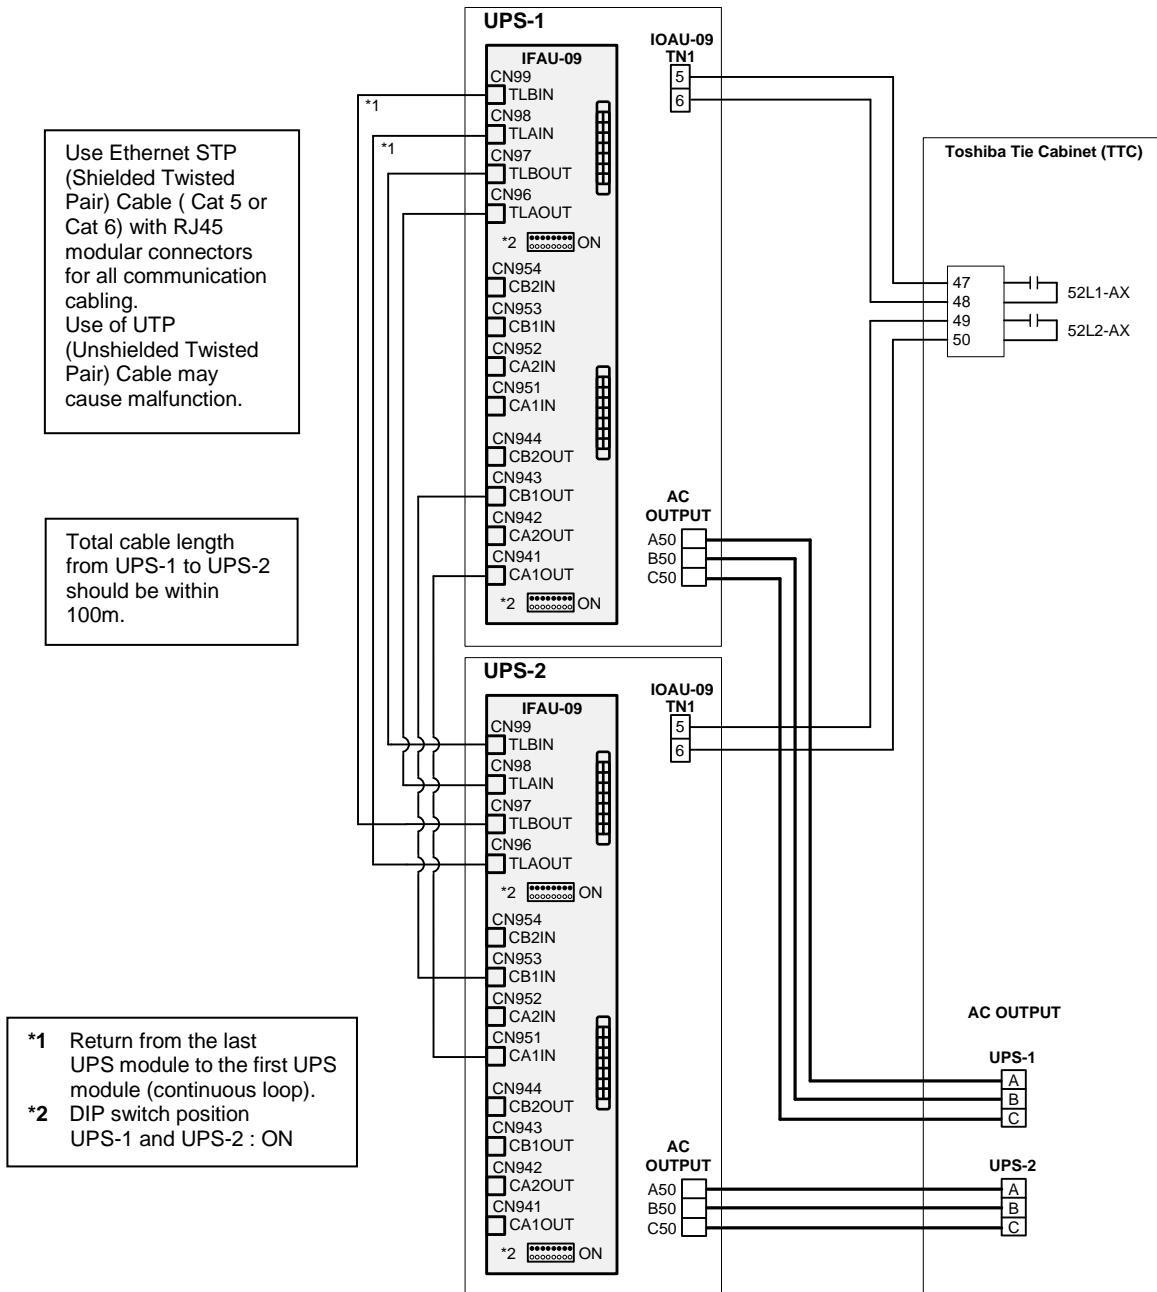 UPS-1
IFAU-09
IOAU-09
TN1
5
6
CN99
TLBIN
*1
CN98
TLAIN
*1
CN97
TLBOUT
CN96
TLAOUT
*2 ON
CN954
CB2IN
CN953
CB1IN
CN952
CA2IN
CN951
CA1IN
CN944
CB2OUT
CN943
CB1OUT
CN942
CA2OUT
CN941
CA1OUT
*2 ON
AC
OUTPUT
A50
B50
C50
Use Ethernet STP
(Shielded Twisted
Pair) Cable ( Cat 5 or
Cat 6) with RJ45
modular connectors
for all communication
cabling.
Use of UTP
(Unshielded Twisted
Pair) Cable may
cause malfunction.
Total cable length
from UPS-1 to UPS-2
should be within
100m.
Toshiba Tie Cabinet (TTC)
47
48
49
50
52L1-AX
52L2-AX
UPS-2
IFAU-09
IOAU-09
TN1
5
6
CN99
TLBIN
CN98
TLAIN
CN97
TLBOUT
CN96
TLAOUT
*2 ON
CN954
CB2IN
CN953
CB1IN
CN952
CA2IN
CN951
CA1IN
CN944
CB2OUT
CN943
CB1OUT
CN942
CA2OUT
CN941
CA1OUT
*2 ON
AC
OUTPUT
A50
B50
C50
*1 Return from the last
UPS module to the first UPS
module (continuous loop).
*2 DIP switch position
UPS-1 and UPS-2 : ON
AC OUTPUT
UPS-1
A
B
C
UPS-2
A
B
C